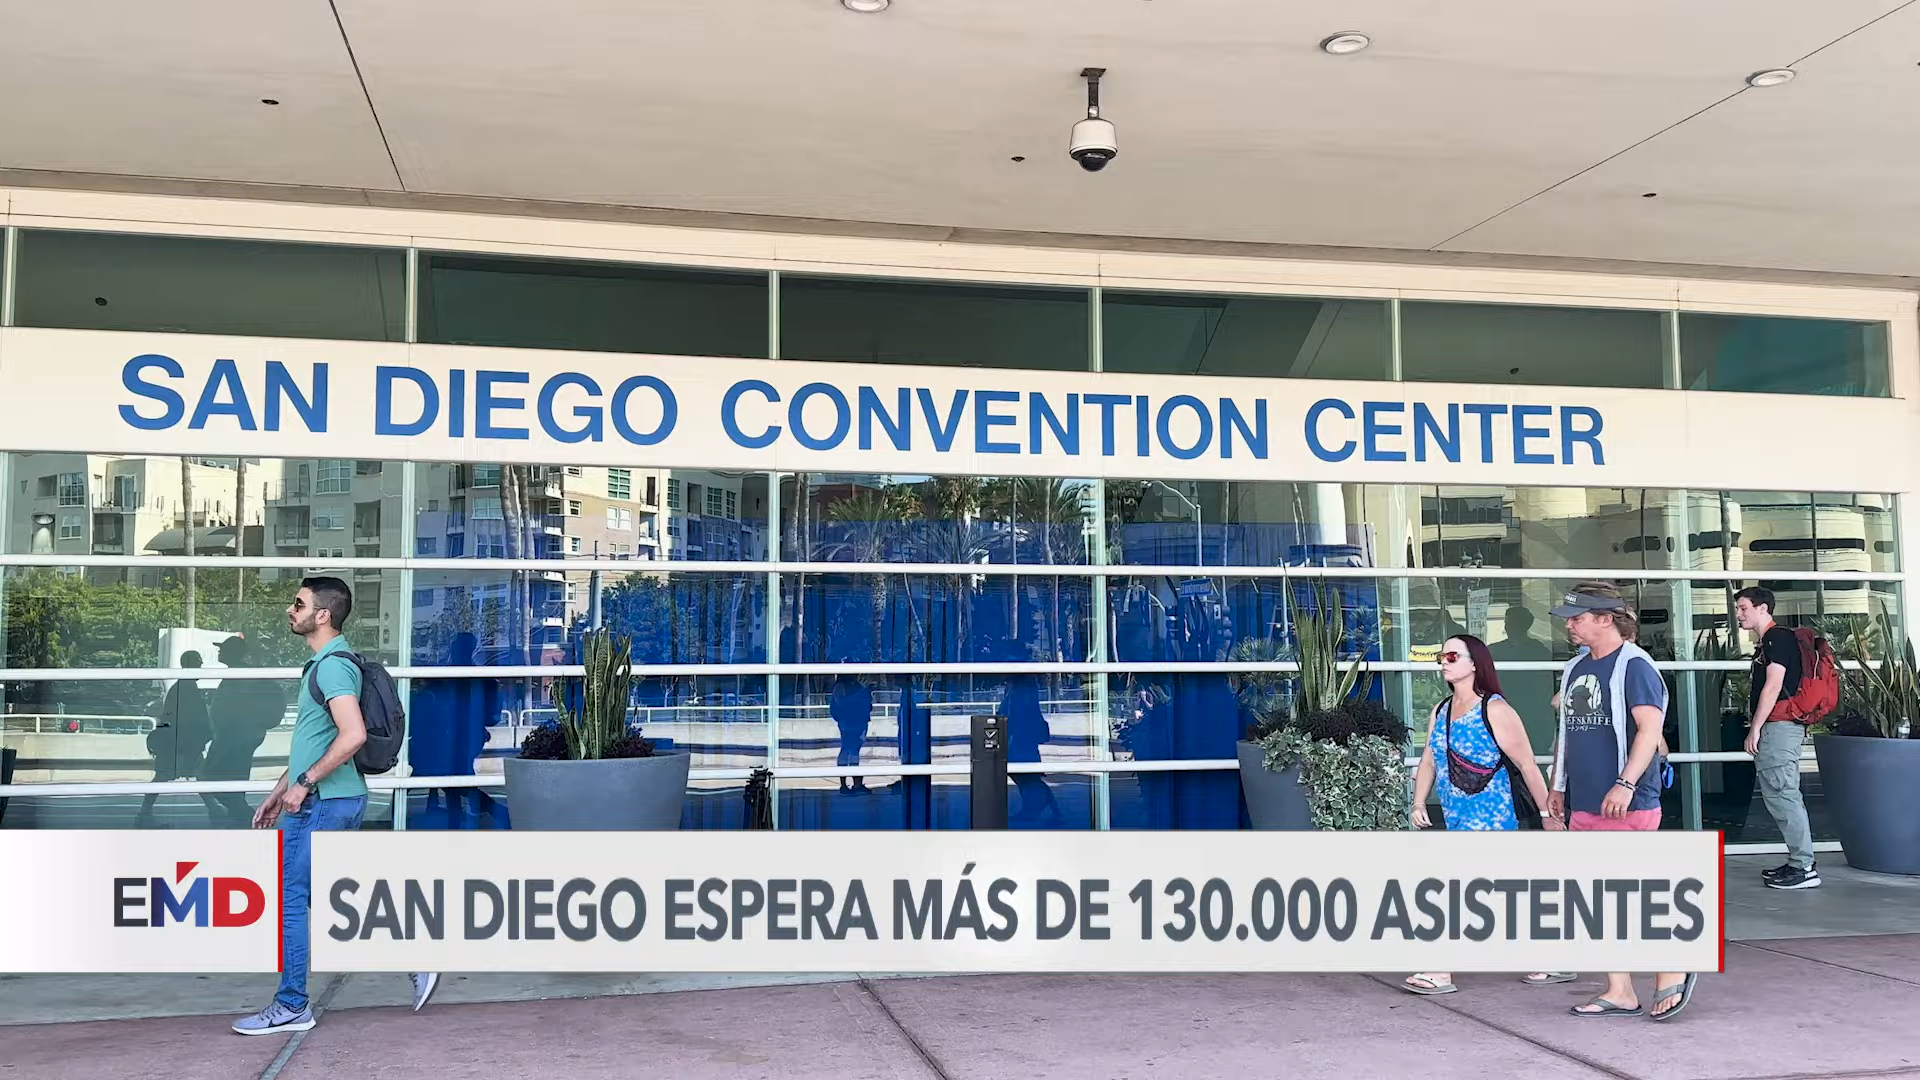 SAN DIEGO CONVENTION CENTER
EMD
SAN DIEGO ESPERA MÁS DE 130.000 ASISTENTES